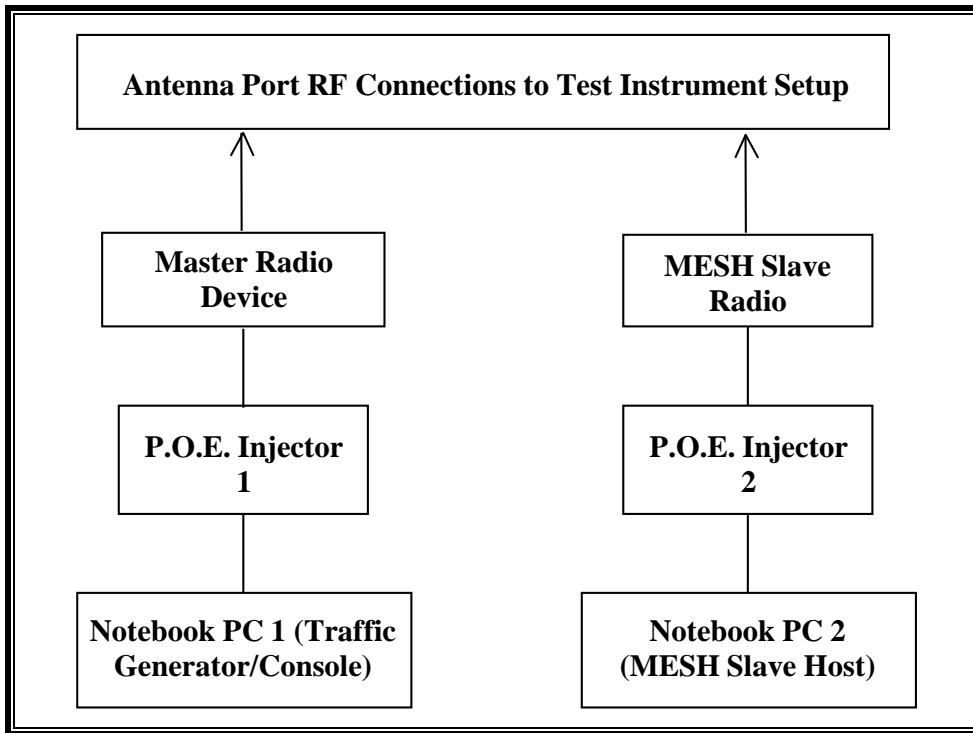 Antenna Port RF Connections to Test Instrument Setup
Master Radio
Device
MESH Slave
Radio
P.O.E. Injector
1
P.O.E. Injector
2
Notebook PC 1 (Traffic
Generator/Console)
Notebook PC 2
(MESH Slave Host)